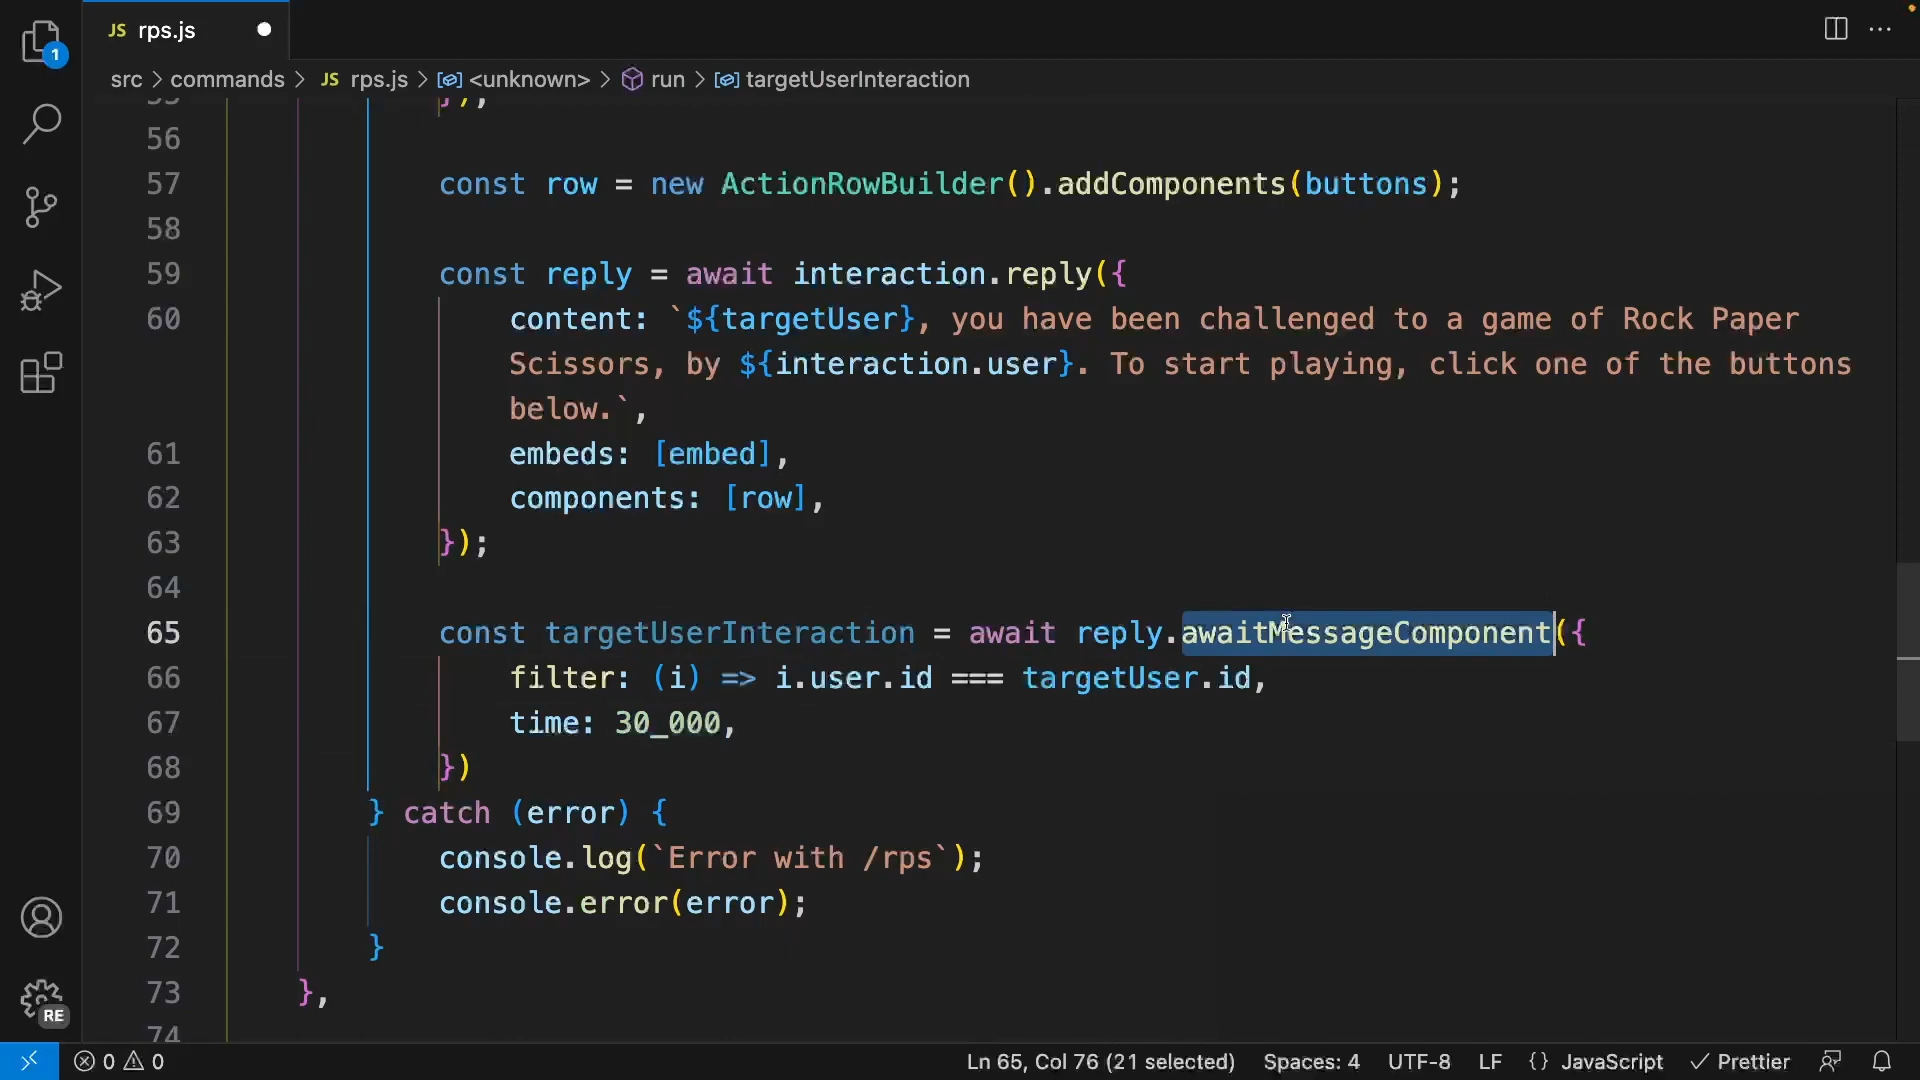 JS rps.js
1
src > commands > JS rps.js > <unknown> > run > targetUserInteraction
55 });
56
57 const row = new ActionRowBuilder().addComponents(buttons);
58
59 const reply = await interaction.reply({
60 content: `${targetUser}, you have been challenged to a game of Rock Paper
Scissors, by ${interaction.user}. To start playing, click one of the buttons
below.`,
61 embeds: [embed],
62 components: [row],
63 });
64
65 const targetUserInteraction = await reply.awaitMessageComponent({
66 filter: (i) => i.user.id === targetUser.id,
67 time: 30_000,
68 })
69 } catch (error) {
70 console.log(`Error with /rps`);
71 console.error(error);
72 }
73 },
74
RE
0 0 Ln 65, Col 76 (21 selected) Spaces: 4 UTF-8 LF {} JavaScript Prettier